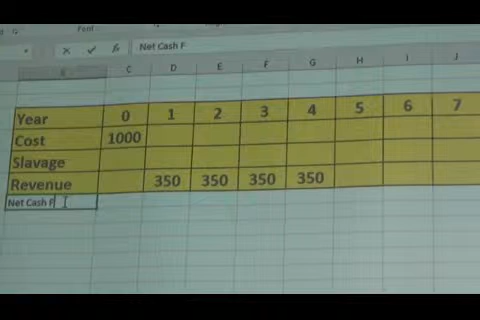 Net Cash F
C D E F G H I J
Year 0 1 2 3 4 5 6 7
Cost 1000
Slavage
Revenue 350 350 350 350
Net Cash F